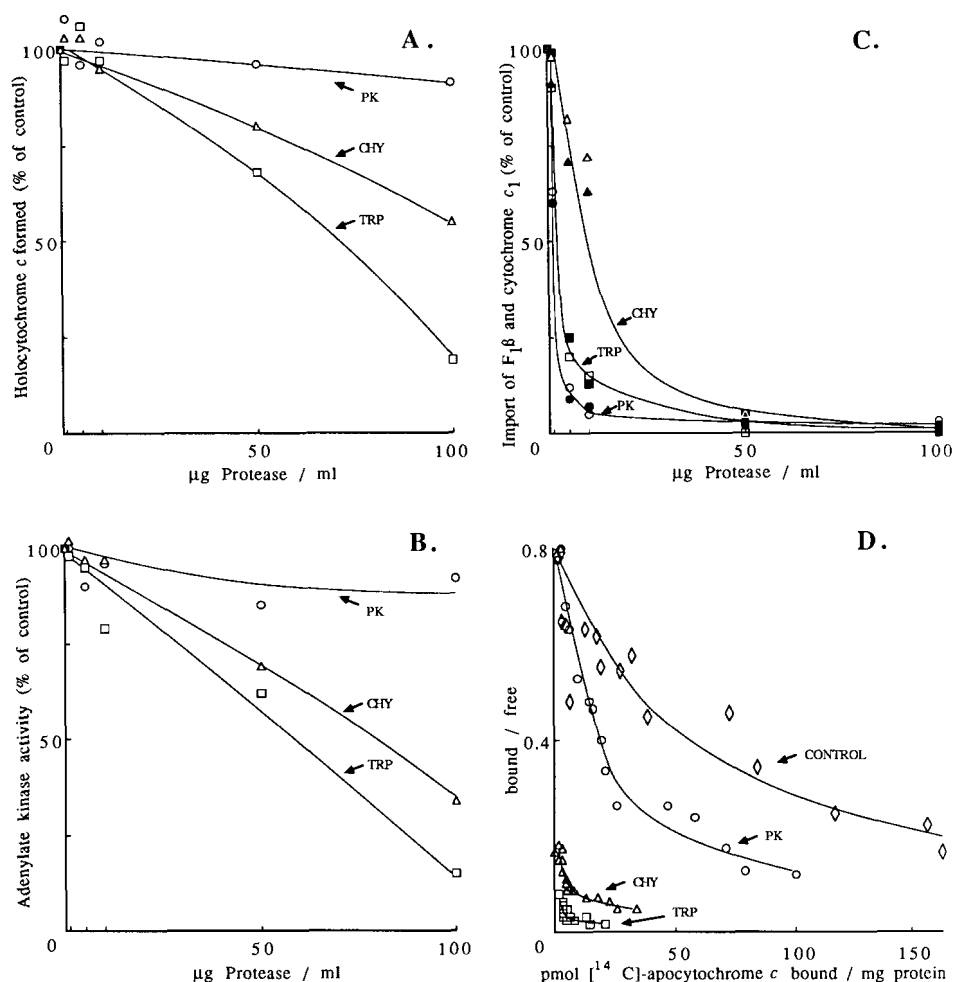 A.
Holocytochrome c formed (% of control)
100
50
PK
CHY
TRP
0
50
100
µg Protease / ml
C.
Import of F1β and cytochrome c1 (% of control)
100
50
CHY
TRP
PK
0
50
100
µg Protease / ml
B.
Adenylate kinase activity (% of control)
100
50
PK
CHY
TRP
0
50
100
µg Protease / ml
D.
bound / free
0.8
0.4
CONTROL
PK
CHY
TRP
0
0
50
100
150
pmol [14 C]-apocytochrome c bound / mg protein